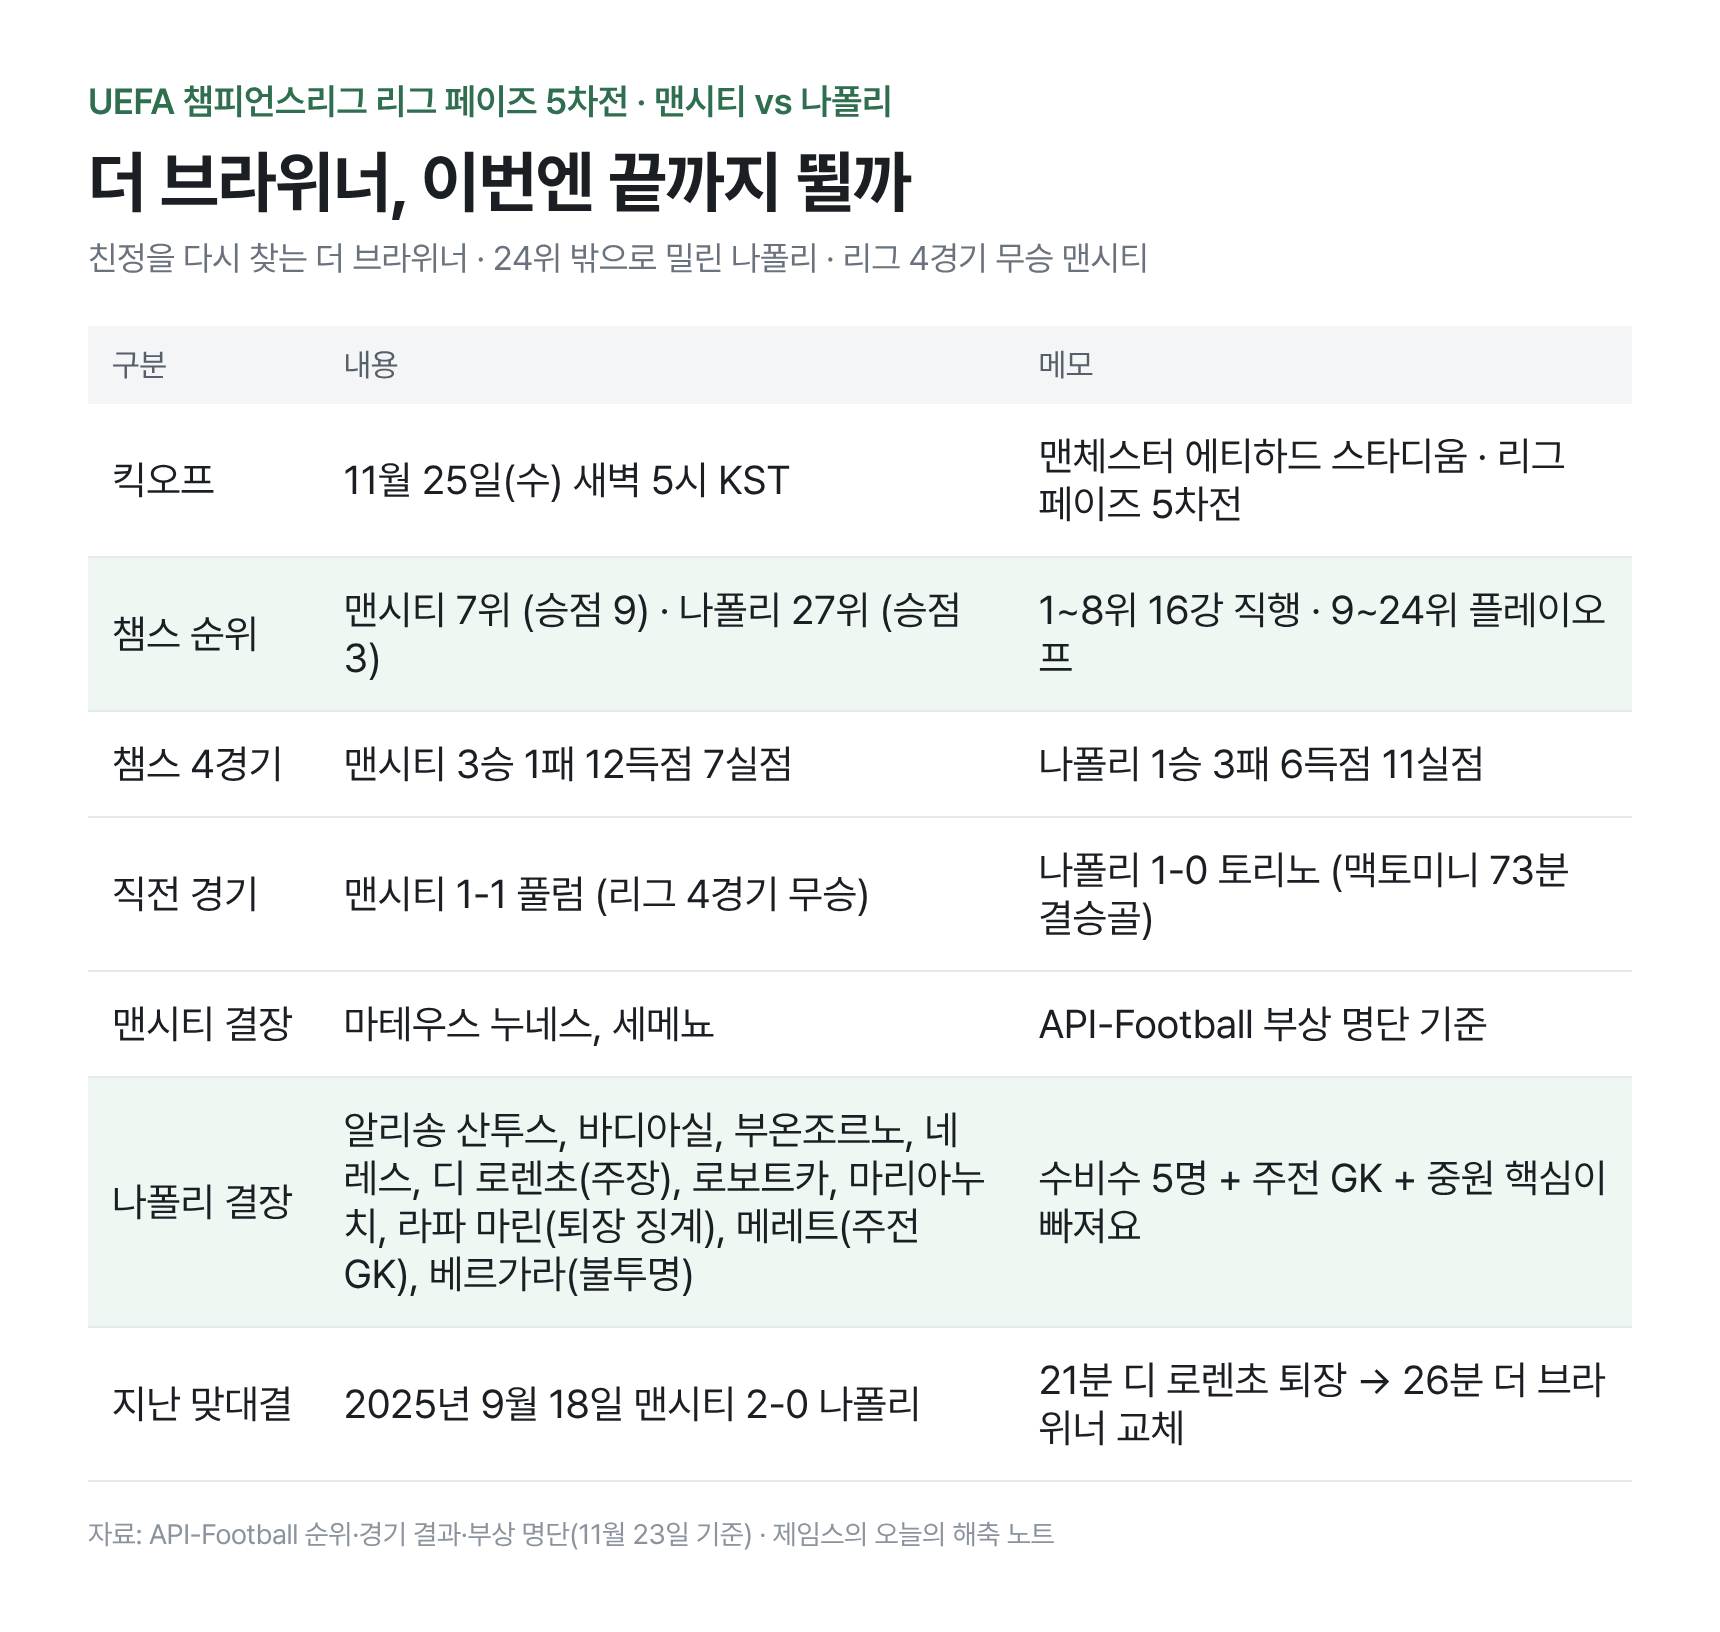 UEFA 챔피언스리그 리그 페이즈 5차전 · 맨시티 vs 나폴리
더 브라위너, 이번엔 끝까지 뛸까
친정을 다시 찾는 더 브라위너 · 24위 밖으로 밀린 나폴리 · 리그 4경기 무승 맨시티
구분 내용 메모
킥오프 11월 25일(수) 새벽 5시 KST
맨체스터 에티하드 스타디움 · 리그
페이즈 5차전
챔스 순위
맨시티 7위 (승점 9) · 나폴리 27위 (승점
3)
1~8위 16강 직행 · 9~24위 플레이오
프
챔스 4경기 맨시티 3승 1패 12득점 7실점 나폴리 1승 3패 6득점 11실점
직전 경기 맨시티 1-1 풀럼 (리그 4경기 무승)
나폴리 1-0 토리노 (맥토미니 73분
결승골)
맨시티 결장 마테우스 누네스, 세메뇨 API-Football 부상 명단 기준
나폴리 결장
알리송 산투스, 바디아실, 부온조르노, 네
레스, 디 로렌초(주장), 로보트카, 마리아누
치, 라파 마린(퇴장 징계), 메레트(주전
GK), 베르가라(불투명)
수비수 5명 + 주전 GK + 중원 핵심이
빠져요
지난 맞대결 2025년 9월 18일 맨시티 2-0 나폴리
21분 디 로렌초 퇴장 → 26분 더 브라
위너 교체
자료: API-Football 순위·경기 결과·부상 명단(11월 23일 기준) · 제임스의 오늘의 해축 노트